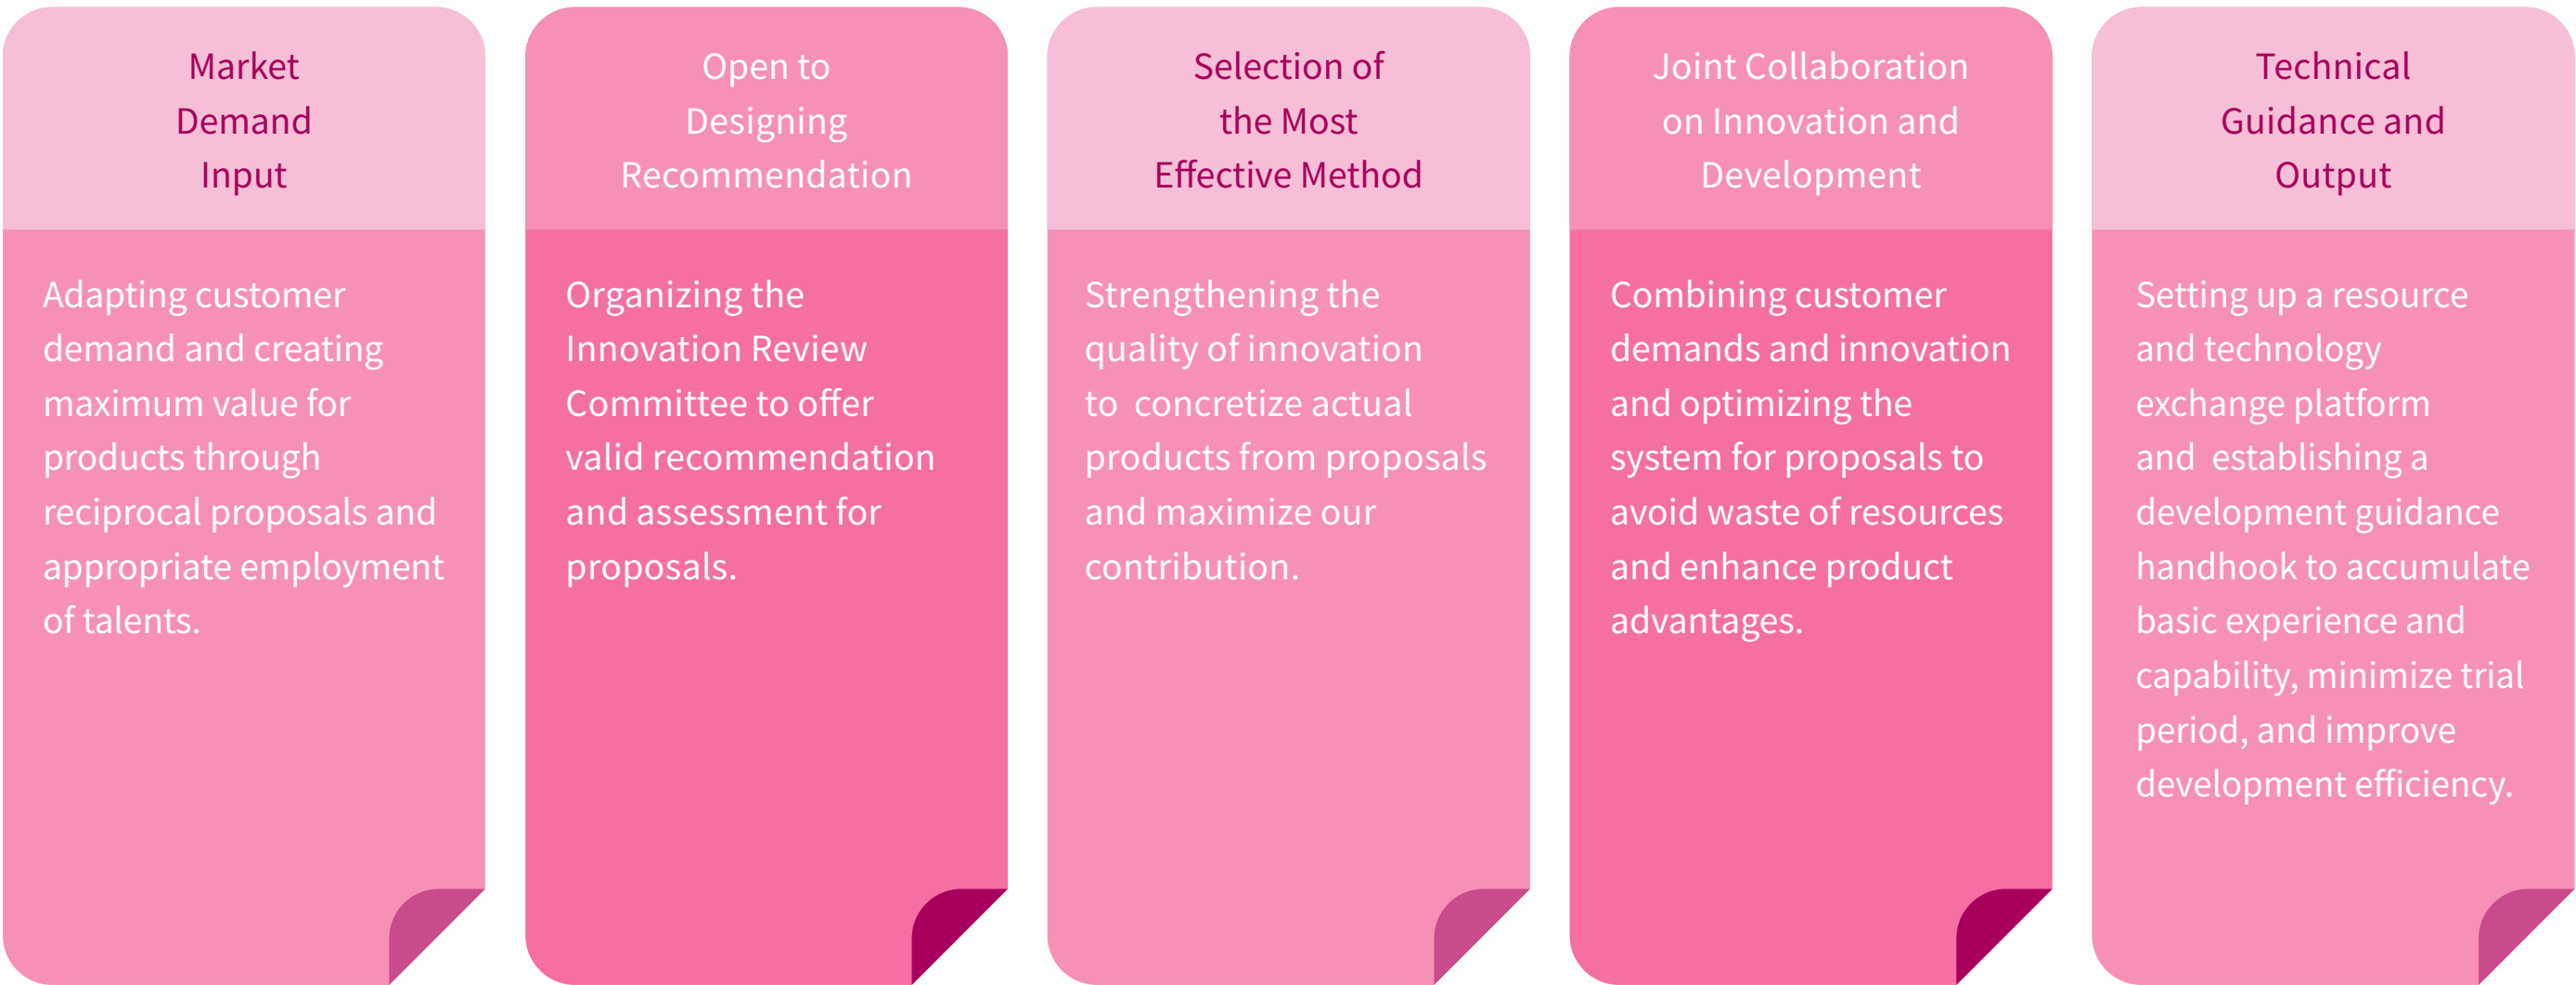 Market
Demand
Input
Adapting customer
demand and creating
maximum value for
products through
reciprocal proposals and
appropriate employment
of talents.
Open to
Designing
Recommendation
Organizing the
Innovation Review
Committee to offer
valid recommendation
and assessment for
proposals.
Selection of
the Most
Effective Method
Strengthening the
quality of innovation
to  concretize actual
products from proposals
and maximize our
contribution.
Joint Collaboration
on Innovation and
Development
Combining customer
demands and innovation
and optimizing the
system for proposals to
avoid waste of resources
and enhance product
advantages.
Technical
Guidance and
Output
Setting up a resource
and technology
exchange platform
and  establishing a
development guidance
handhook to accumulate
basic experience and
capability, minimize trial
period, and improve
development efficiency.